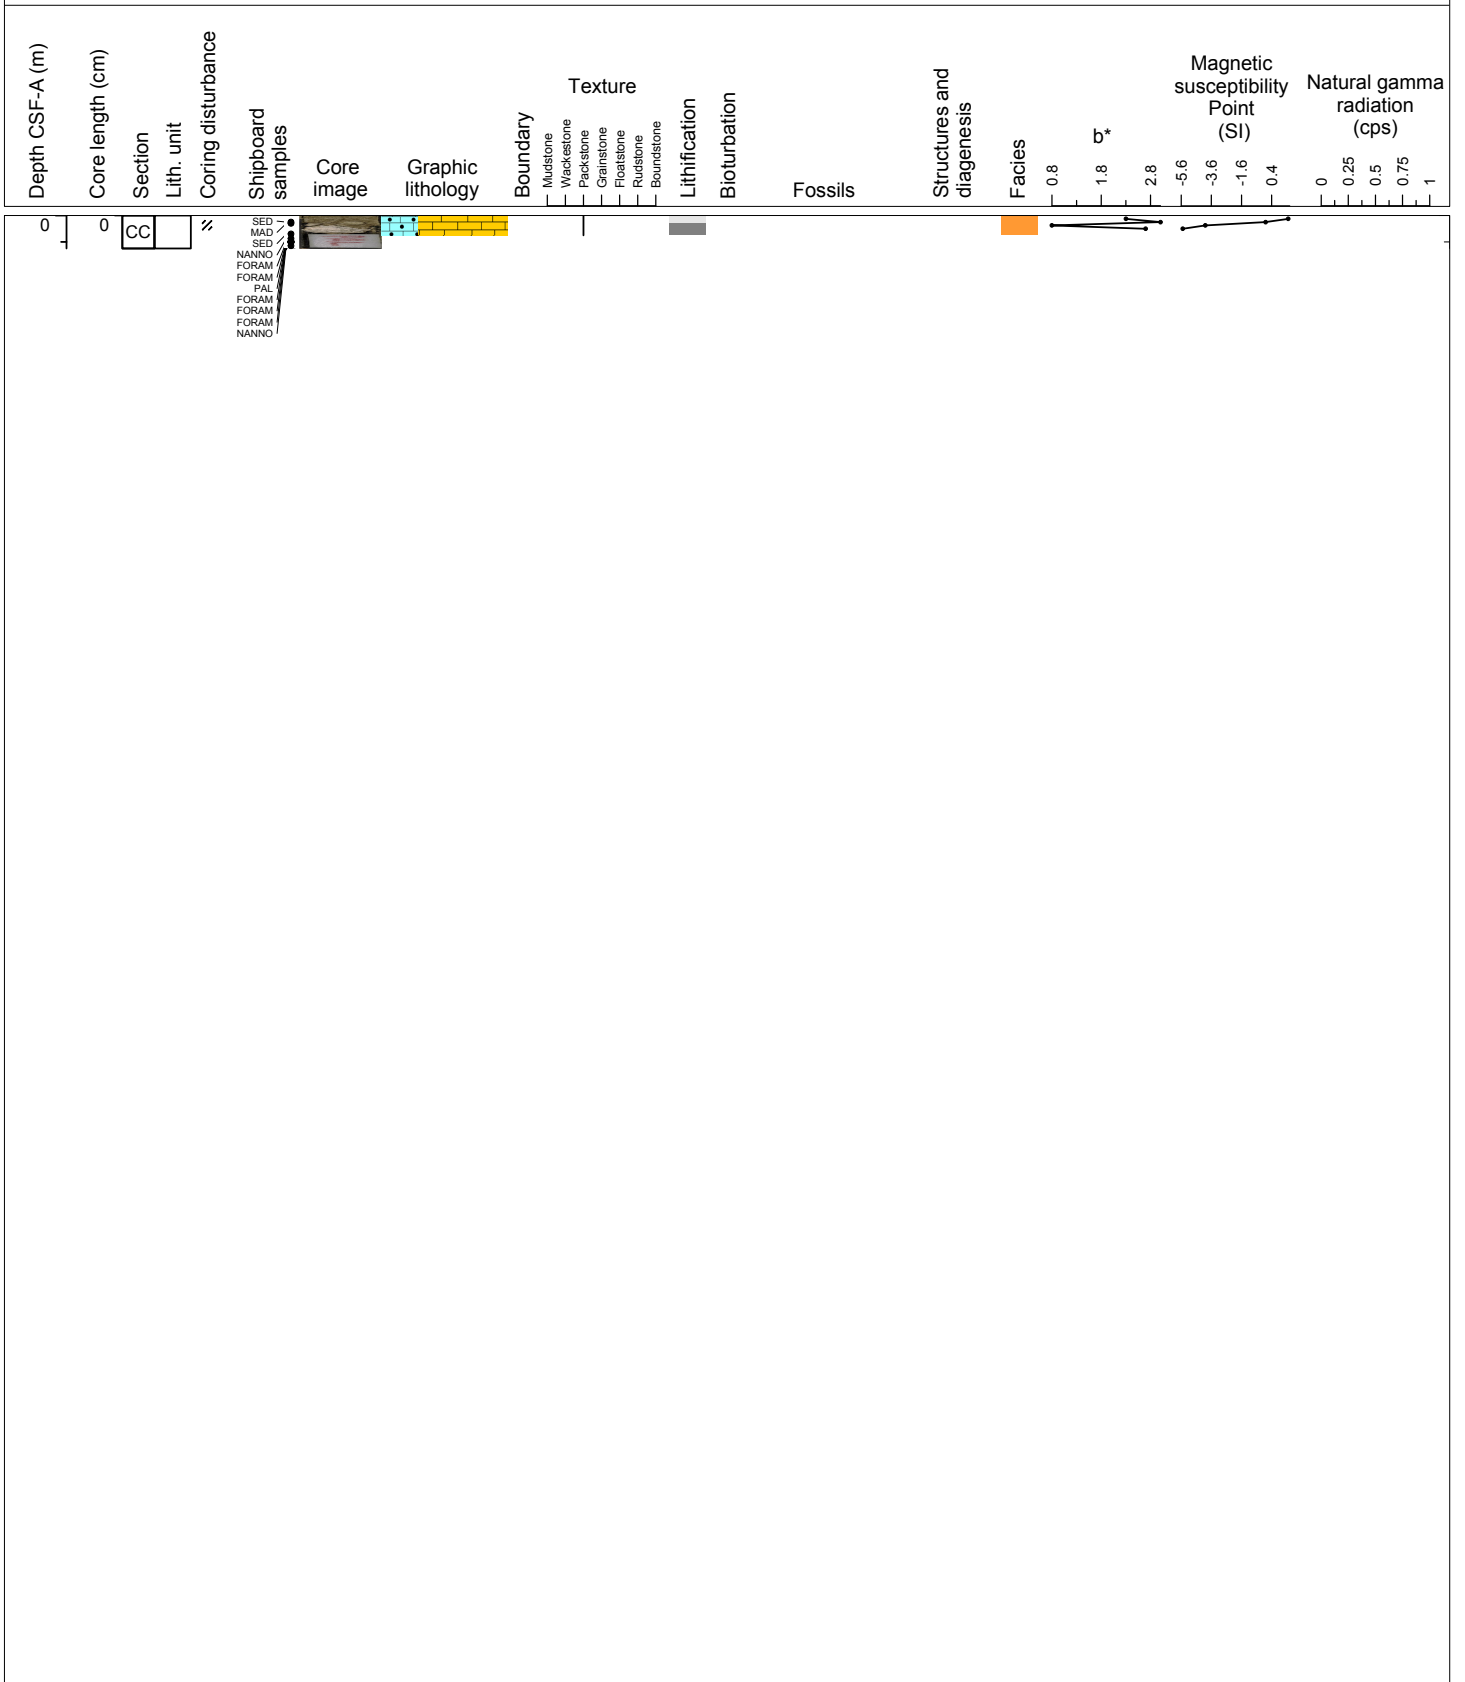 Depth CSF-A (m)
Core length (cm)
Section
Lith. unit
Coring disturbance
Shipboard
samples
Core
image
Graphic
lithology
Boundary
Texture
Mudstone
Wackestone
Packstone
Grainstone
Floatstone
Rudstone
Boundstone
Lithification
Bioturbation
Fossils
Structures and
diagenesis
Facies
b*
0.8
1.8
2.8
Magnetic
susceptibility
Point
(SI)
-5.6
-3.6
-1.6
0.4
Natural gamma
radiation
(cps)
0
0.25
0.5
0.75
1
0
0
CC
SED
MAD
SED
NANNO
FORAM
FORAM
PAL
FORAM
FORAM
FORAM
NANNO